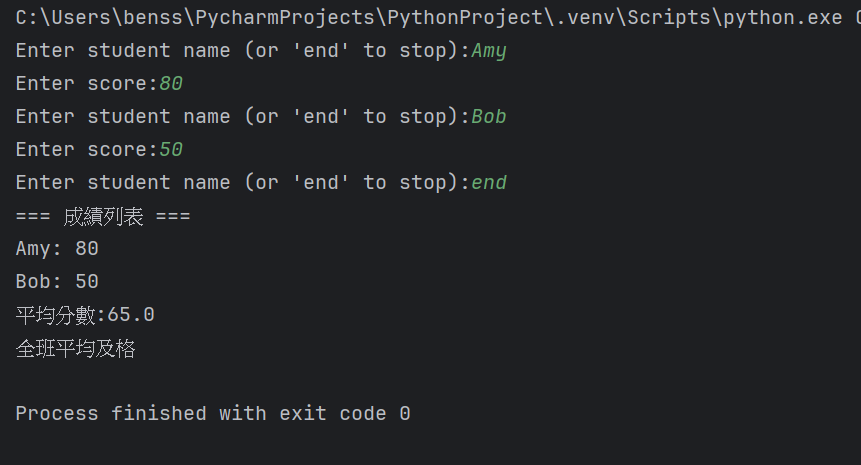 C:\Users\benss\PycharmProjects\PythonProject\.venv\Scripts\python.exe
Enter student name (or 'end' to stop):Amy
Enter score:80
Enter student name (or 'end' to stop):Bob
Enter score:50
Enter student name (or 'end' to stop):end
=== 成績列表 ===
Amy: 80
Bob: 50
平均分數:65.0
全班平均及格
Process finished with exit code 0